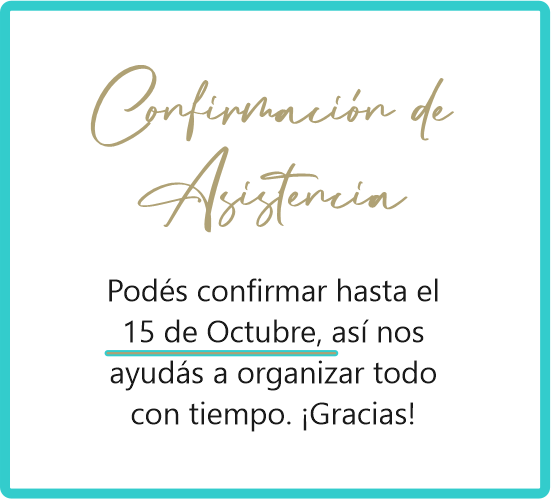 Confirmación de
Asistencia
Podés confirmar hasta el
15 de Octubre, así nos
ayudás a organizar todo
con tiempo. ¡Gracias!